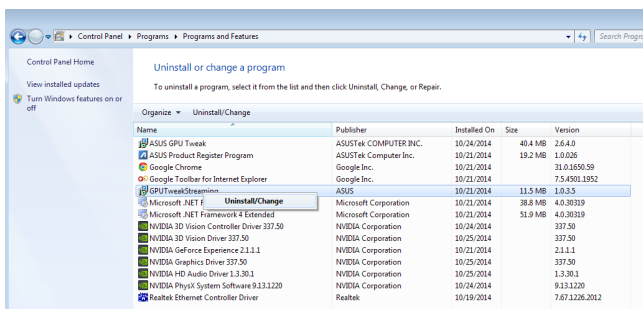 Control Panel ▸ Programs ▸ Programs and Features
Search Progr
Control Panel Home
View installed updates
Turn Windows features on or
off
Uninstall or change a program
To uninstall a program, select it from the list and then click Uninstall, Change, or Repair.
Organize Uninstall/Change
Name Publisher Installed On Size Version
ASUS GPU Tweak ASUSTek COMPUTER INC. 10/24/2014 40.4 MB 2.6.4.0
ASUS Product Register Program ASUSTek Computer Inc. 10/21/2014 19.2 MB 1.0.026
Google Chrome Google Inc. 10/21/2014 31.0.1650.59
Google Toolbar for Internet Explorer Google Inc. 10/21/2014 7.5.4501.1952
GPUTweakStreaming ASUS 10/21/2014 11.5 MB 1.0.3.5
Uninstall/Change
Microsoft .NET F Microsoft Corporation 10/21/2014 38.8 MB 4.0.30319
Microsoft .NET Framework 4 Extended Microsoft Corporation 10/21/2014 51.9 MB 4.0.30319
NVIDIA 3D Vision Controller Driver 337.50 NVIDIA Corporation 10/24/2014 337.50
NVIDIA 3D Vision Driver 337.50 NVIDIA Corporation 10/25/2014 337.50
NVIDIA GeForce Experience 2.1.1.1 NVIDIA Corporation 10/21/2014 2.1.1.1
NVIDIA Graphics Driver 337.50 NVIDIA Corporation 10/25/2014 337.50
NVIDIA HD Audio Driver 1.3.30.1 NVIDIA Corporation 10/25/2014 1.3.30.1
NVIDIA PhysX System Software 9.13.1220 NVIDIA Corporation 10/24/2014 9.13.1220
Realtek Ethernet Controller Driver Realtek 10/19/2014 7.67.1226.2012